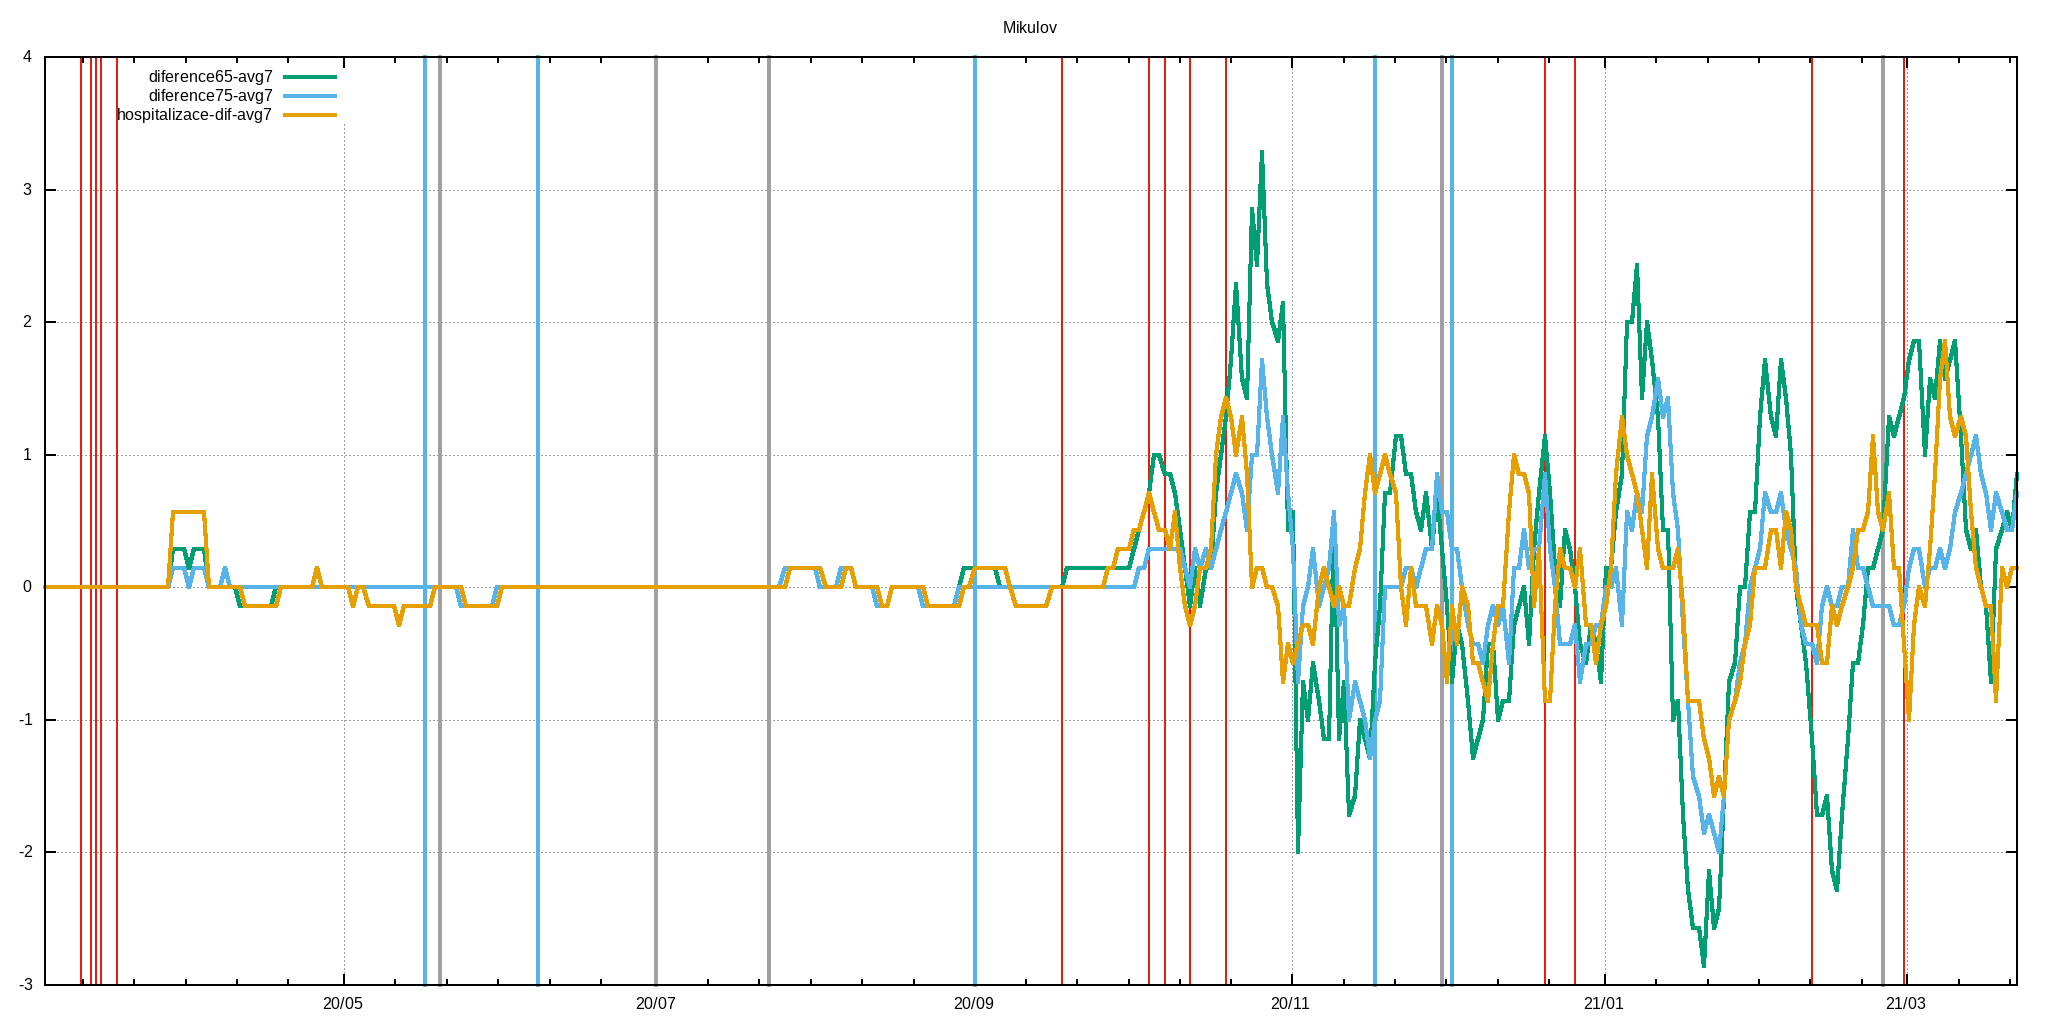 Mikulov
4
diference65-avg7
diference75-avg7
hospitalizace-dif-avg7
3
2
1
0
-1
-2
-3
20/05 20/07 20/09 20/11 21/01 21/03